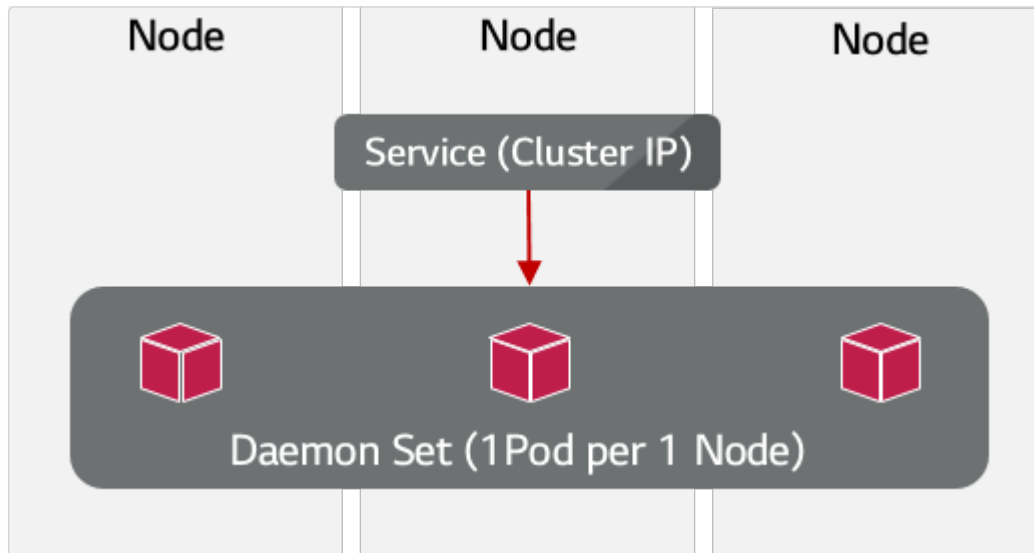 Node
Node
Node
Service (Cluster IP)
Daemon Set (1Pod per 1 Node)